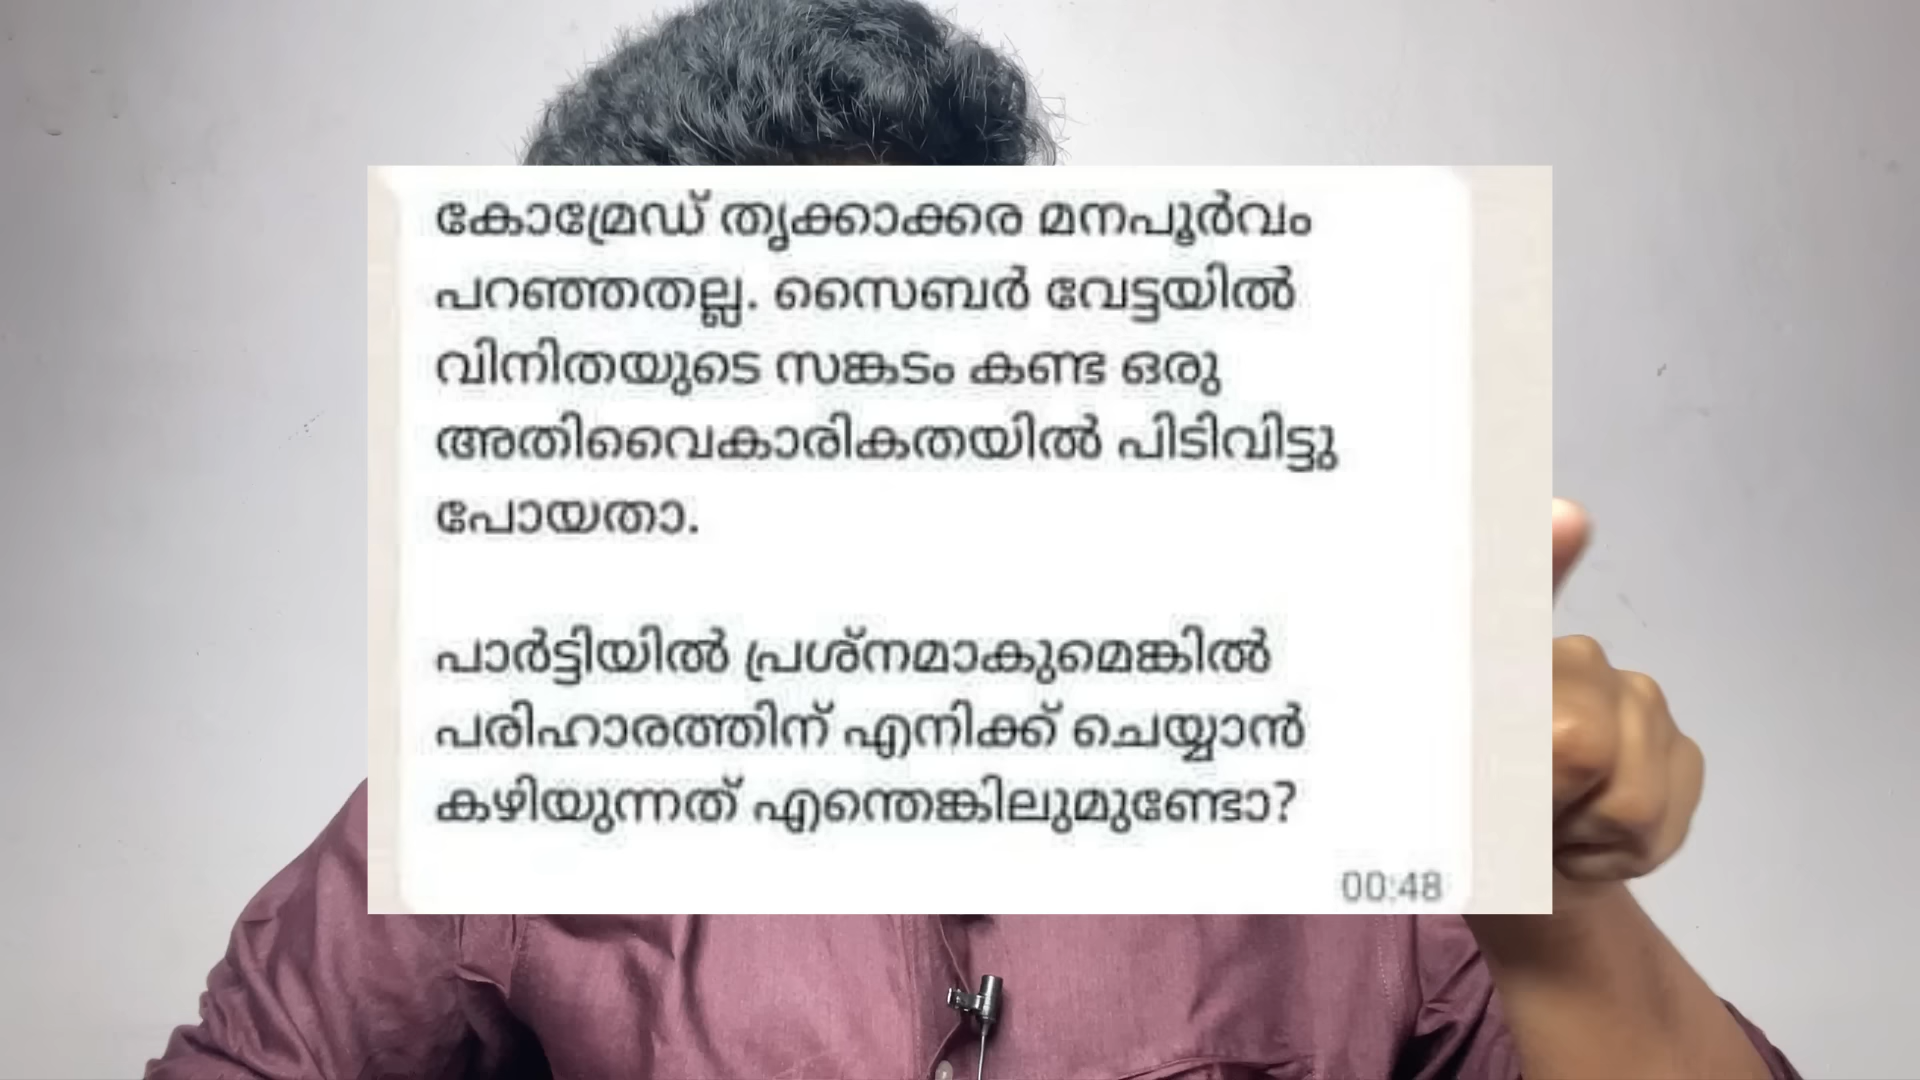 കോമ്രേഡ് തൃക്കാക്കര മനപൂർവം
പറഞ്ഞതല്ല. സൈബർ വേട്ടയിൽ
വിനിതയുടെ സങ്കടം കണ്ട ഒരു
അതിവൈകാരികതയിൽ പിടിവിട്ടു
പോയതാ.
പാർട്ടിയിൽ പ്രശ്നമാകുമെങ്കിൽ
പരിഹാരത്തിന് എനിക്ക് ചെയ്യാൻ
കഴിയുന്നത് എന്തെങ്കിലുമുണ്ടോ?
00:48